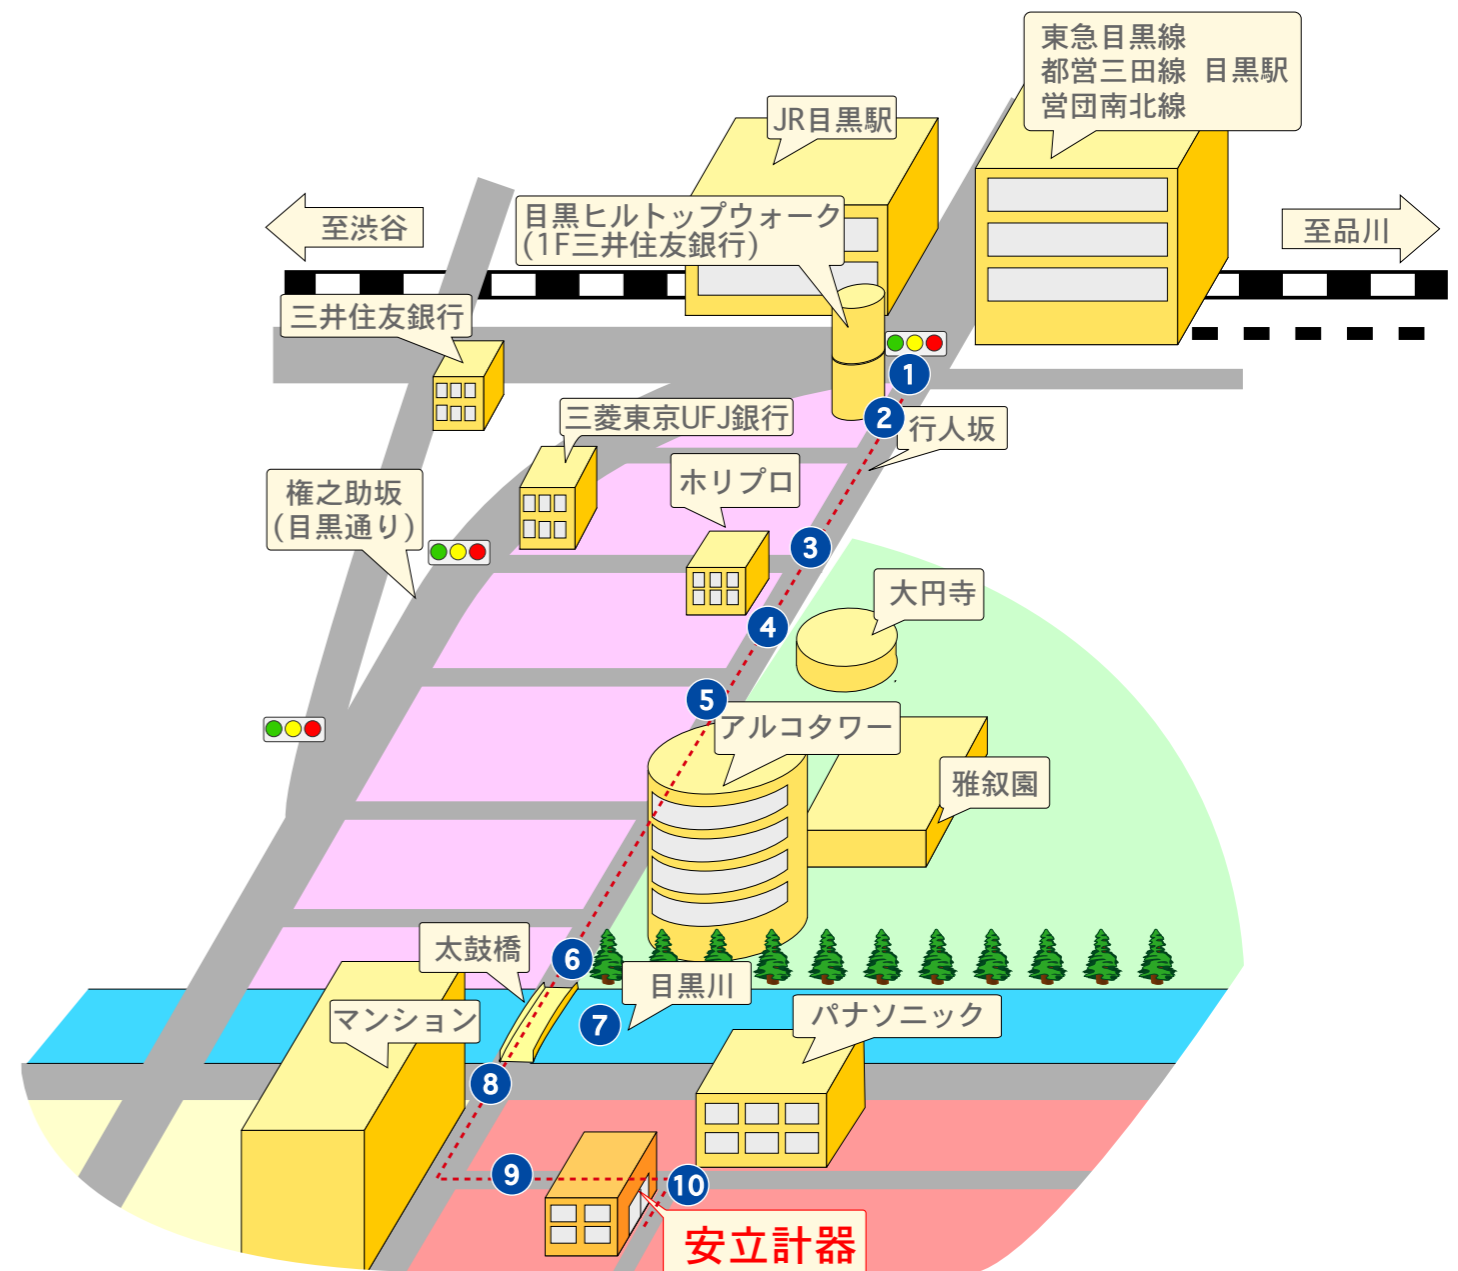 東急目黒線
都営三田線 目黒駅
営団南北線
JR目黒駅
目黒ヒルトップウォーク
(1F三井住友銀行)
至渋谷
至品川
三井住友銀行
1
2
行人坂
三菱東京UFJ銀行
ホリプロ
権之助坂
(目黒通り)
3
大円寺
4
5
アルコタワー
雅叙園
太鼓橋
6
目黒川
7
マンション
パナソニック
8
9
10
安立計器